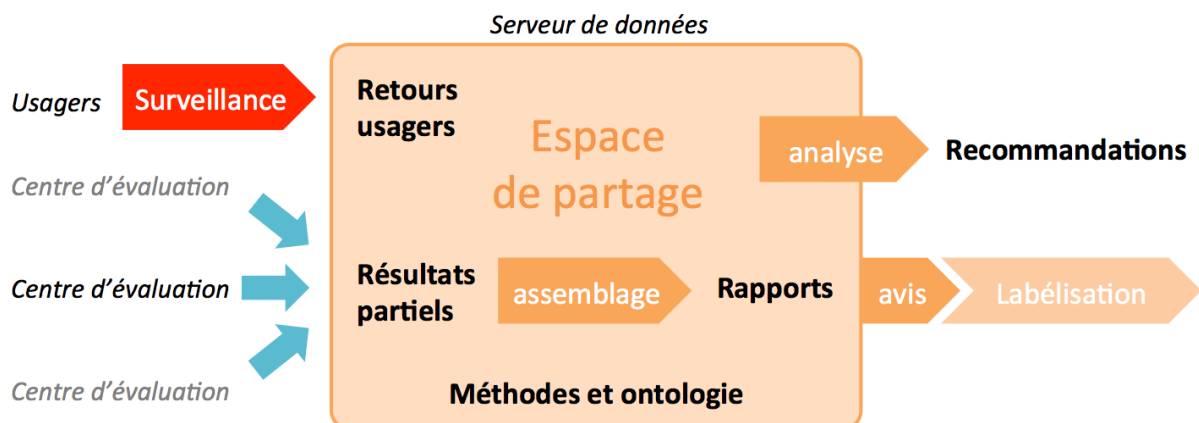 Serveur de données
Usagers
Surveillance
Retours
usagers
Espace
de partage
analyse
Recommandations
Centre d'évaluation
Centre d'évaluation
Résultats
partiels
assemblage
Rapports
avis
Labélisation
Centre d'évaluation
Méthodes et ontologie